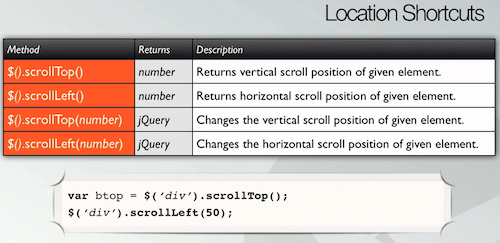 Location Shortcuts
Method Returns Description
$().scrollTop() number Returns vertical scroll position of given element.
$().scrollLeft() number Returns horizontal scroll position of given element.
$().scrollTop(number) jQuery Changes the vertical scroll position of given element.
$().scrollLeft(number) jQuery Changes the horizontal scroll position of given element.
var btop = $(‘div’).scrollTop();
$(‘div’).scrollLeft(50);